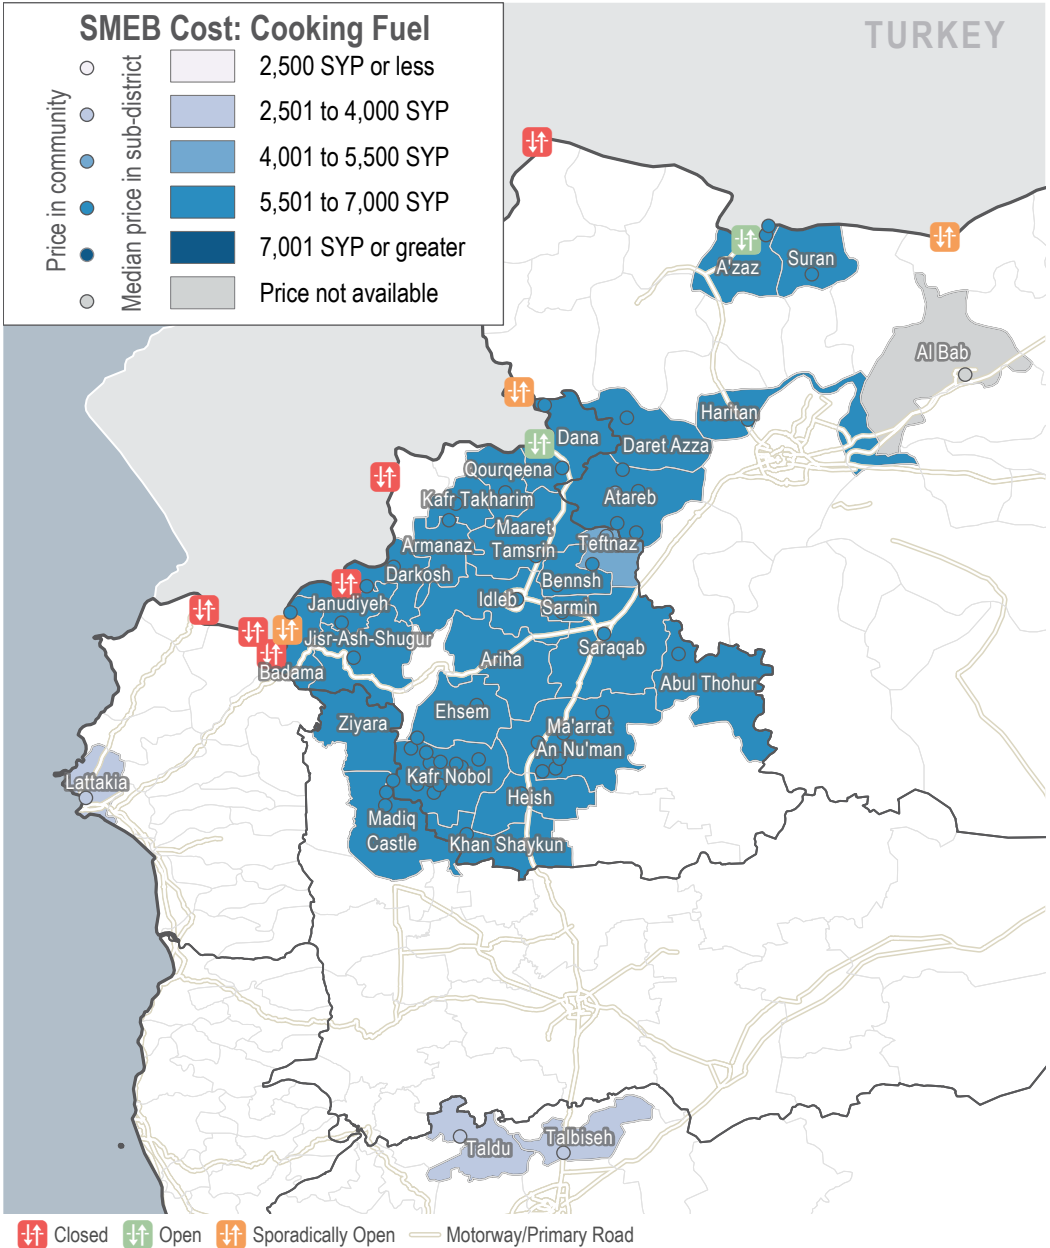 SMEB Cost: Cooking Fuel
Price in community
Median price in sub-district
2,500 SYP or less
2,501 to 4,000 SYP
4,001 to 5,500 SYP
5,501 to 7,000 SYP
7,001 SYP or greater
Price not available
TURKEY
A'zaz
Suran
Al Bab
Haritan
Dana
Daret Azza
Qourqeena
Kafr Takharim
Atareb
Maaret
Tamsrin
Armanaz
Teftnaz
Darkosh
Bennsh
Janudiyeh
Idleb
Sarmin
Jisr-Ash-Shugur
Saraqab
Ariha
Badama
Abul Thohur
Ehsem
Ziyara
Ma'arrat
An Nu'man
Kafr Nobol
Lattakia
Heish
Madiq
Castle
Khan Shaykun
Taldu
Talbiseh
Closed
Open
Sporadically Open
Motorway/Primary Road